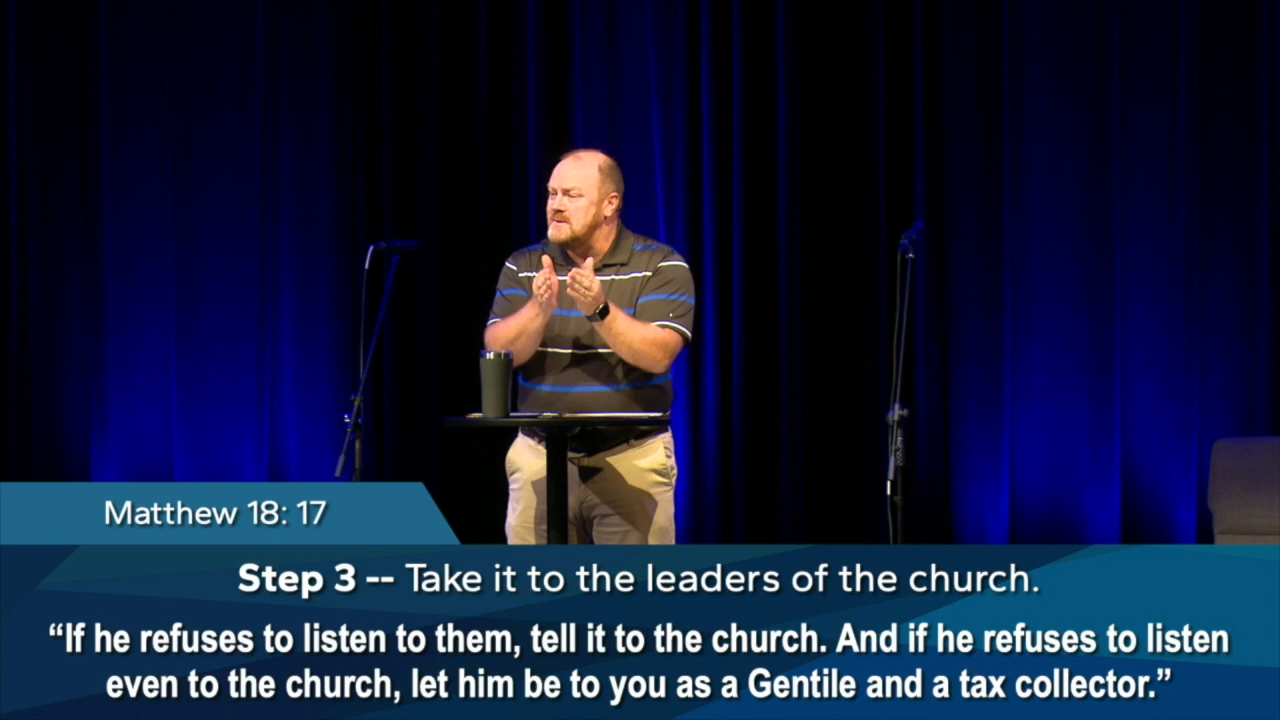 Matthew 18: 17
Step 3 -- Take it to the leaders of the church.
“If he refuses to listen to them, tell it to the church. And if he refuses to listen
even to the church, let him be to you as a Gentile and a tax collector.”